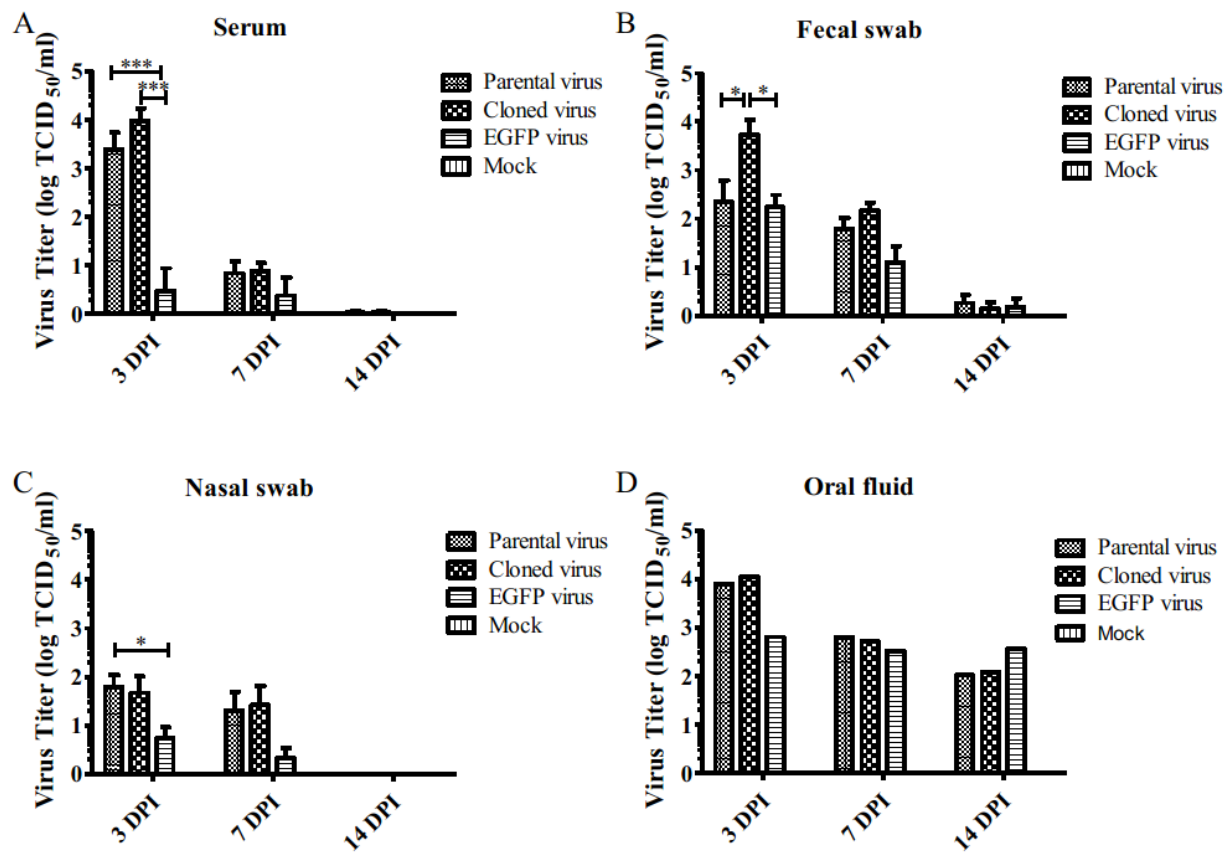 A
Serum
Virus Titer (log TCID50/ml)
5
4
3
2
1
0
***
***
Parental virus
Cloned virus
EGFP virus
Mock
3 DPI
7 DPI
14 DPI
B
Fecal swab
Virus Titer (log TCID50/ml)
5
4
3
2
1
0
*
*
Parental virus
Cloned virus
EGFP virus
Mock
3 DPI
7 DPI
14 DPI
C
Nasal swab
Virus Titer (log TCID50/ml)
5
4
3
2
1
0
*
Parental virus
Cloned virus
EGFP virus
Mock
3 DPI
7 DPI
14 DPI
D
Oral fluid
Virus Titer (log TCID50/ml)
5
4
3
2
1
0
Parental virus
Cloned virus
EGFP virus
Mock
3 DPI
7 DPI
14 DPI